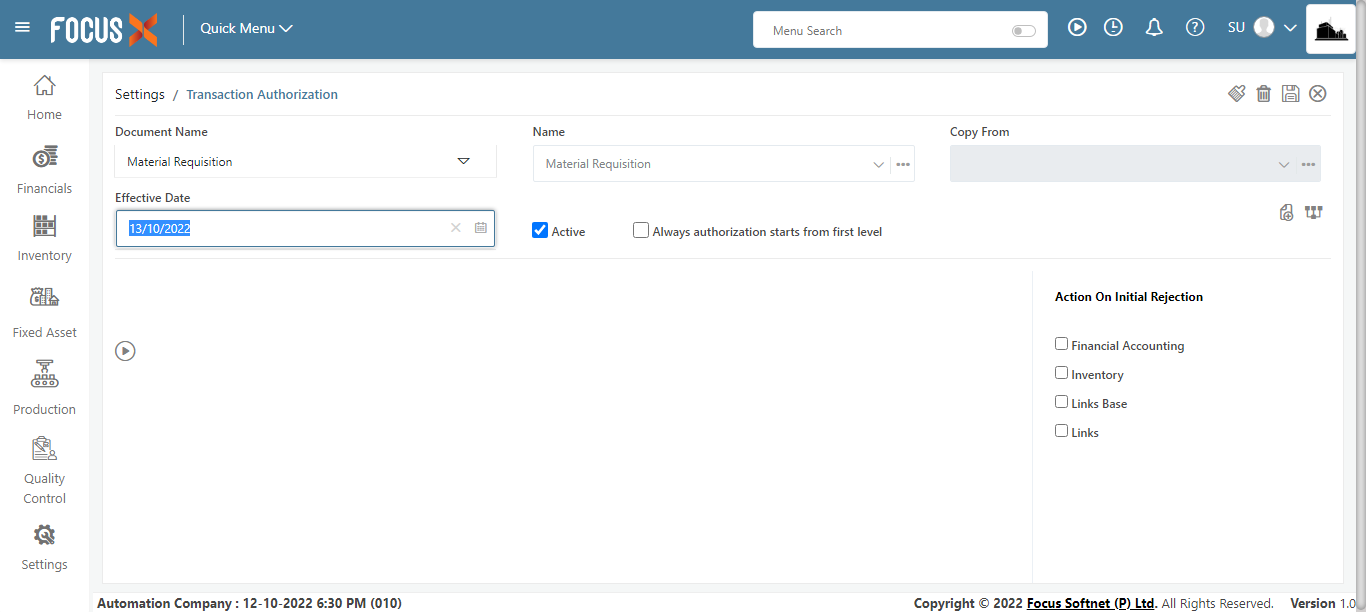 FOCUS X
Quick Menu
Menu Search
SU
Home
Financials
Inventory
Fixed Asset
Production
Quality
Control
Settings
Settings / Transaction Authorization
Document Name
Material Requisition
Name
Material Requisition
Copy From
Effective Date
13/10/2022
Active
Always authorization starts from first level
Action On Initial Rejection
Financial Accounting
Inventory
Links Base
Links
Automation Company : 12-10-2022 6:30 PM (010)
Copyright © 2022 Focus Softnet (P) Ltd. All Rights Reserved. Version 1.0